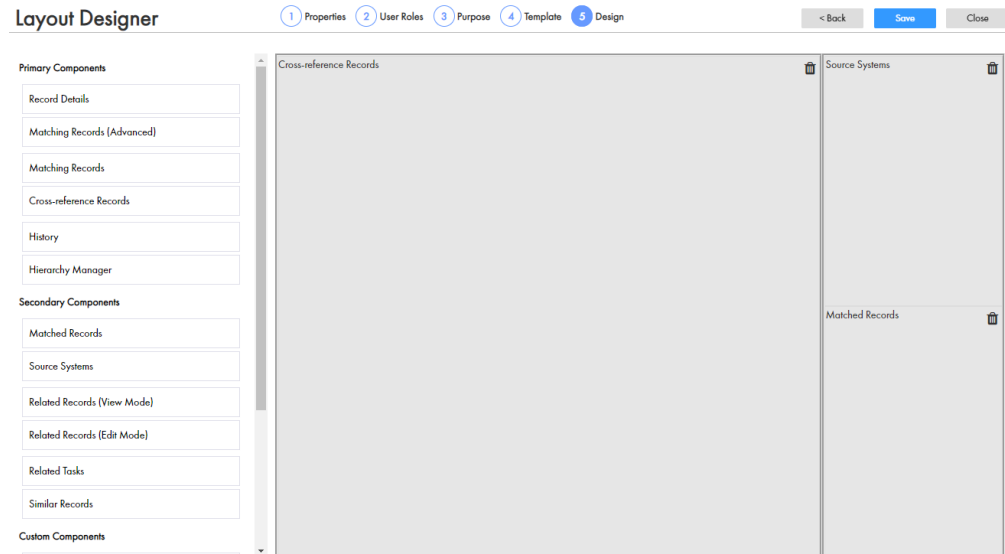 Layout Designer
1 Properties 2 User Roles 3 Purpose 4 Template 5 Design
< Back Save Close
Primary Components
Record Details
Matching Records (Advanced)
Matching Records
Cross-reference Records
History
Hierarchy Manager
Secondary Components
Matched Records
Source Systems
Related Records (View Mode)
Related Records (Edit Mode)
Related Tasks
Similar Records
Custom Components
Cross-reference Records
Source Systems
Matched Records